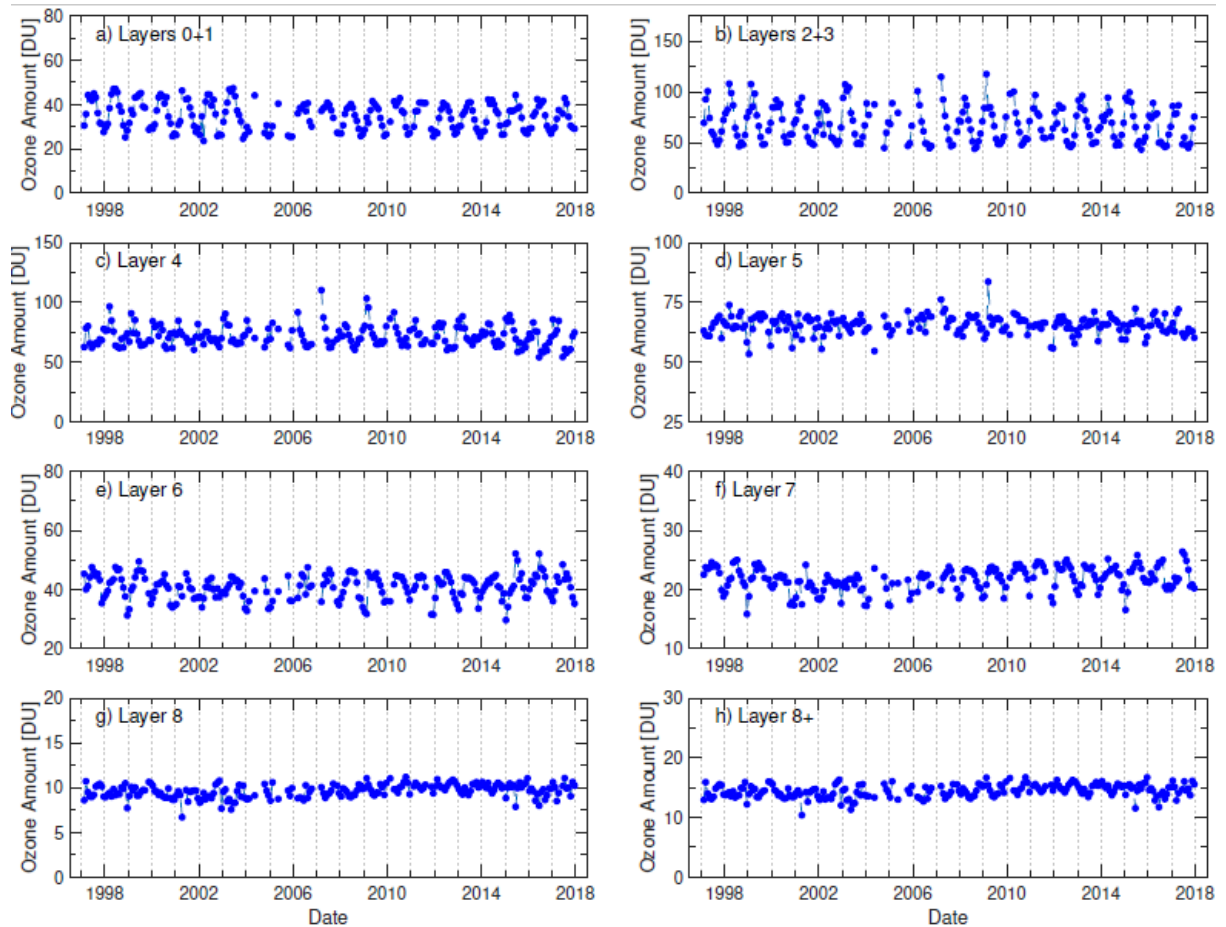 a) Layers 0+1
Ozone Amount [DU]
80
60
40
20
0
1998 2002 2006 2010 2014 2018
b) Layers 2+3
Ozone Amount [DU]
150
100
50
0
1998 2002 2006 2010 2014 2018
c) Layer 4
Ozone Amount [DU]
150
100
50
0
1998 2002 2006 2010 2014 2018
d) Layer 5
Ozone Amount [DU]
100
75
50
25
1998 2002 2006 2010 2014 2018
e) Layer 6
Ozone Amount [DU]
80
60
40
20
1998 2002 2006 2010 2014 2018
f) Layer 7
Ozone Amount [DU]
40
30
20
10
1998 2002 2006 2010 2014 2018
g) Layer 8
Ozone Amount [DU]
20
15
10
5
0
1998 2002 2006 2010 2014 2018
Date
h) Layer 8+
Ozone Amount [DU]
30
20
10
0
1998 2002 2006 2010 2014 2018
Date